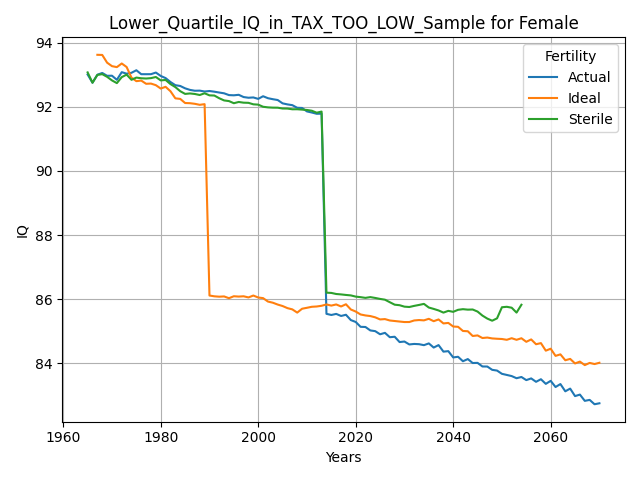 Lower_Quartile_IQ_in_TAX_TOO_LOW_Sample for Female
94
92
90
88
86
84
IQ
Fertility
Actual
Ideal
Sterile
1960 1980 2000 2020 2040 2060
Years